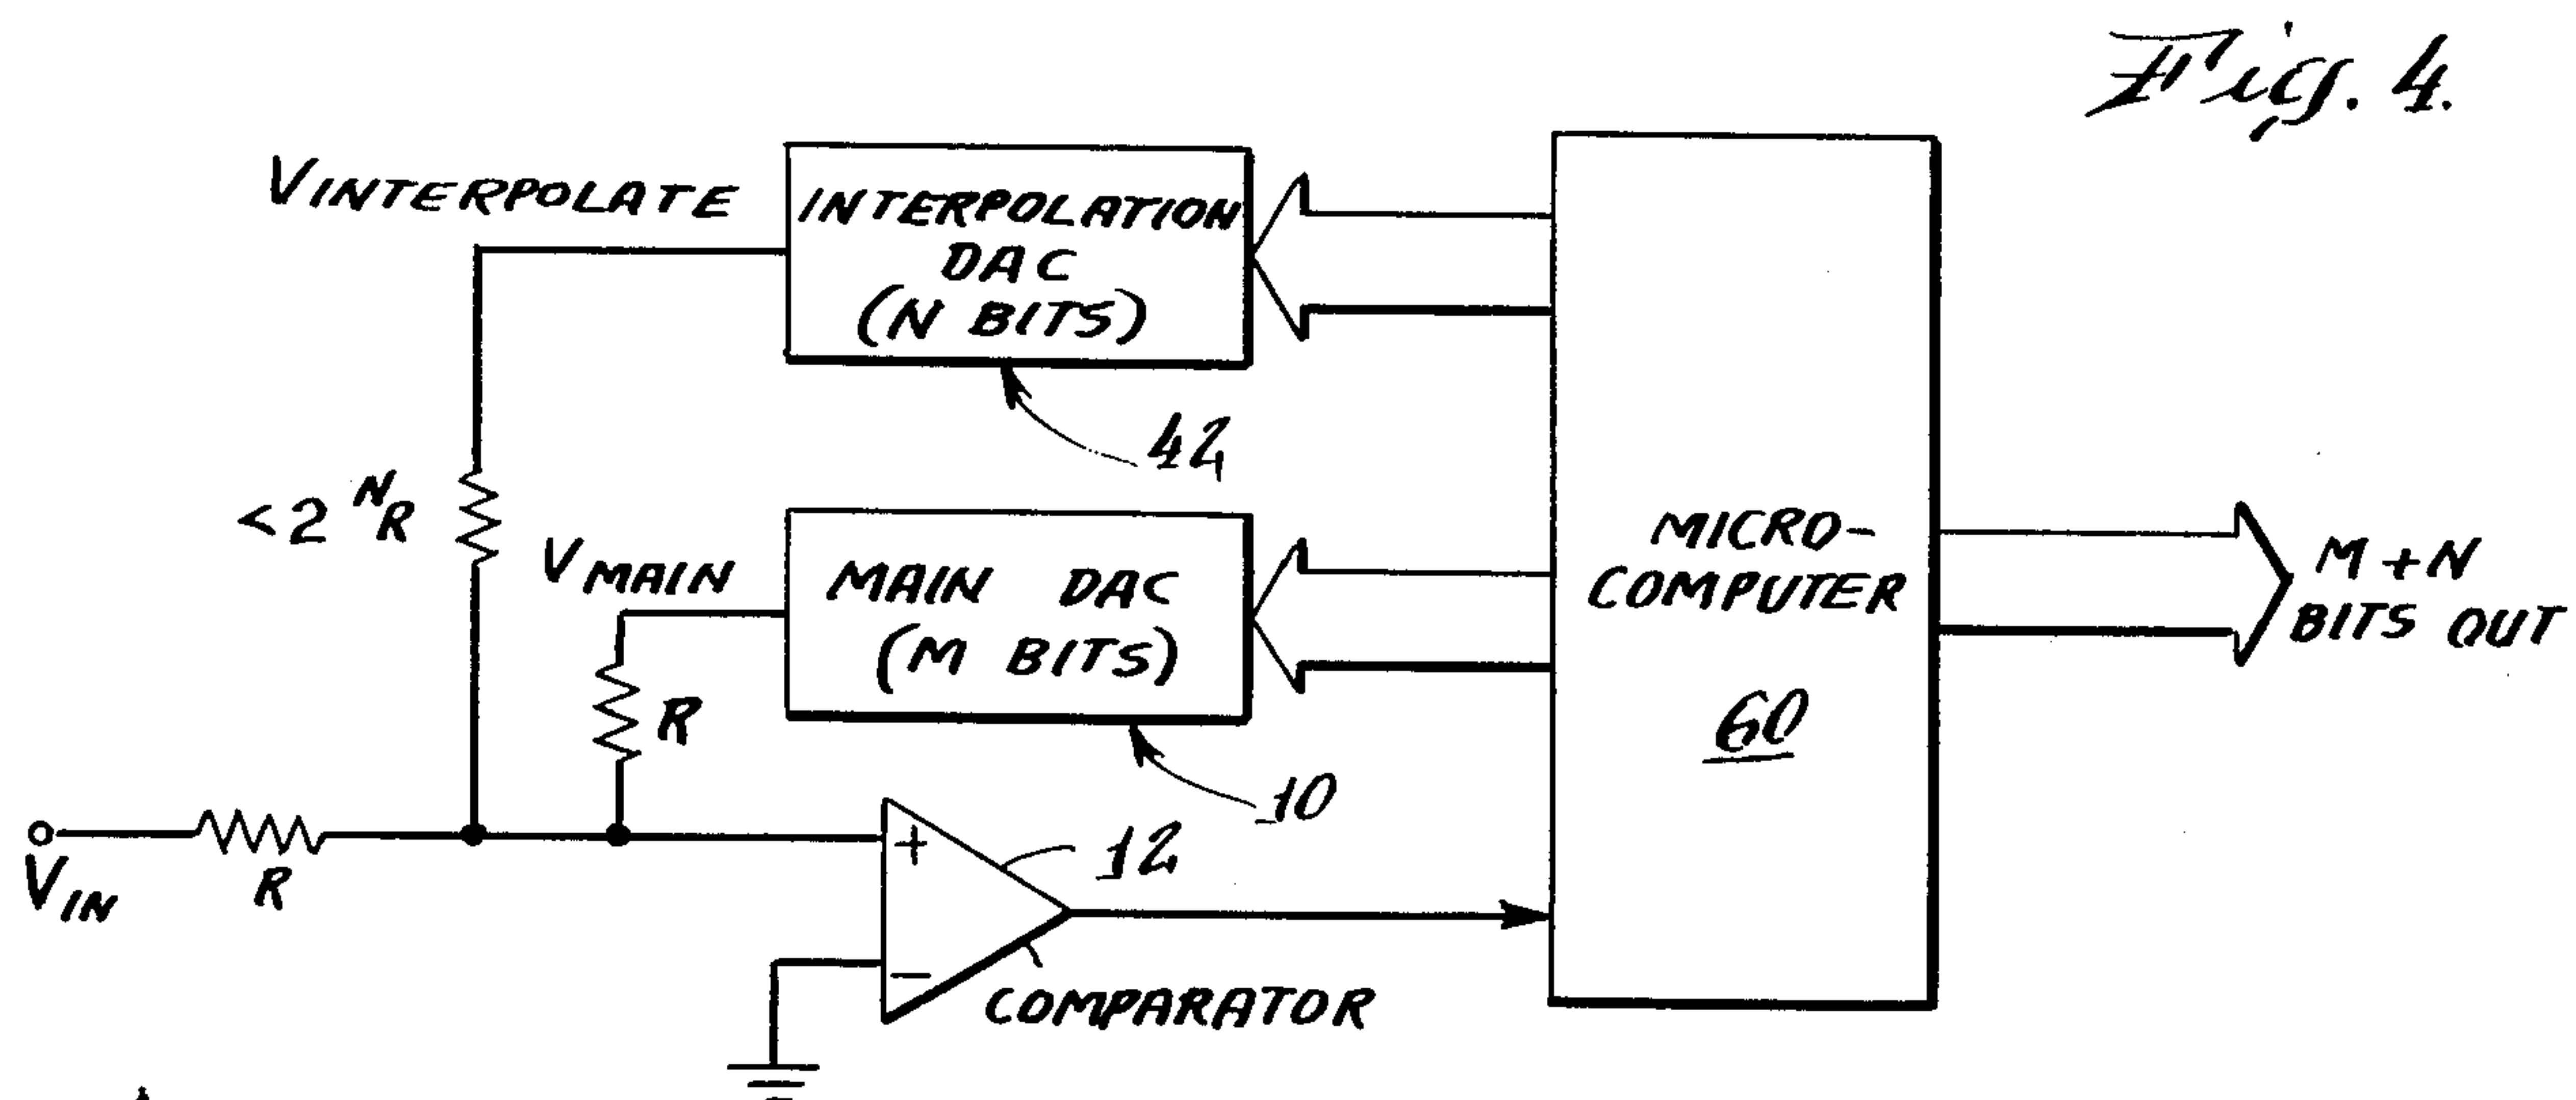 Fig. 4.
VINTERPOLATE
INTERPOLATION
DAC
(N BITS)
42
<2ᴺR
VMAIN
MAIN DAC
(M BITS)
R
10
MICRO-
COMPUTER
60
M+N
BITS OUT
VIN
R
+
−
12
COMPARATOR